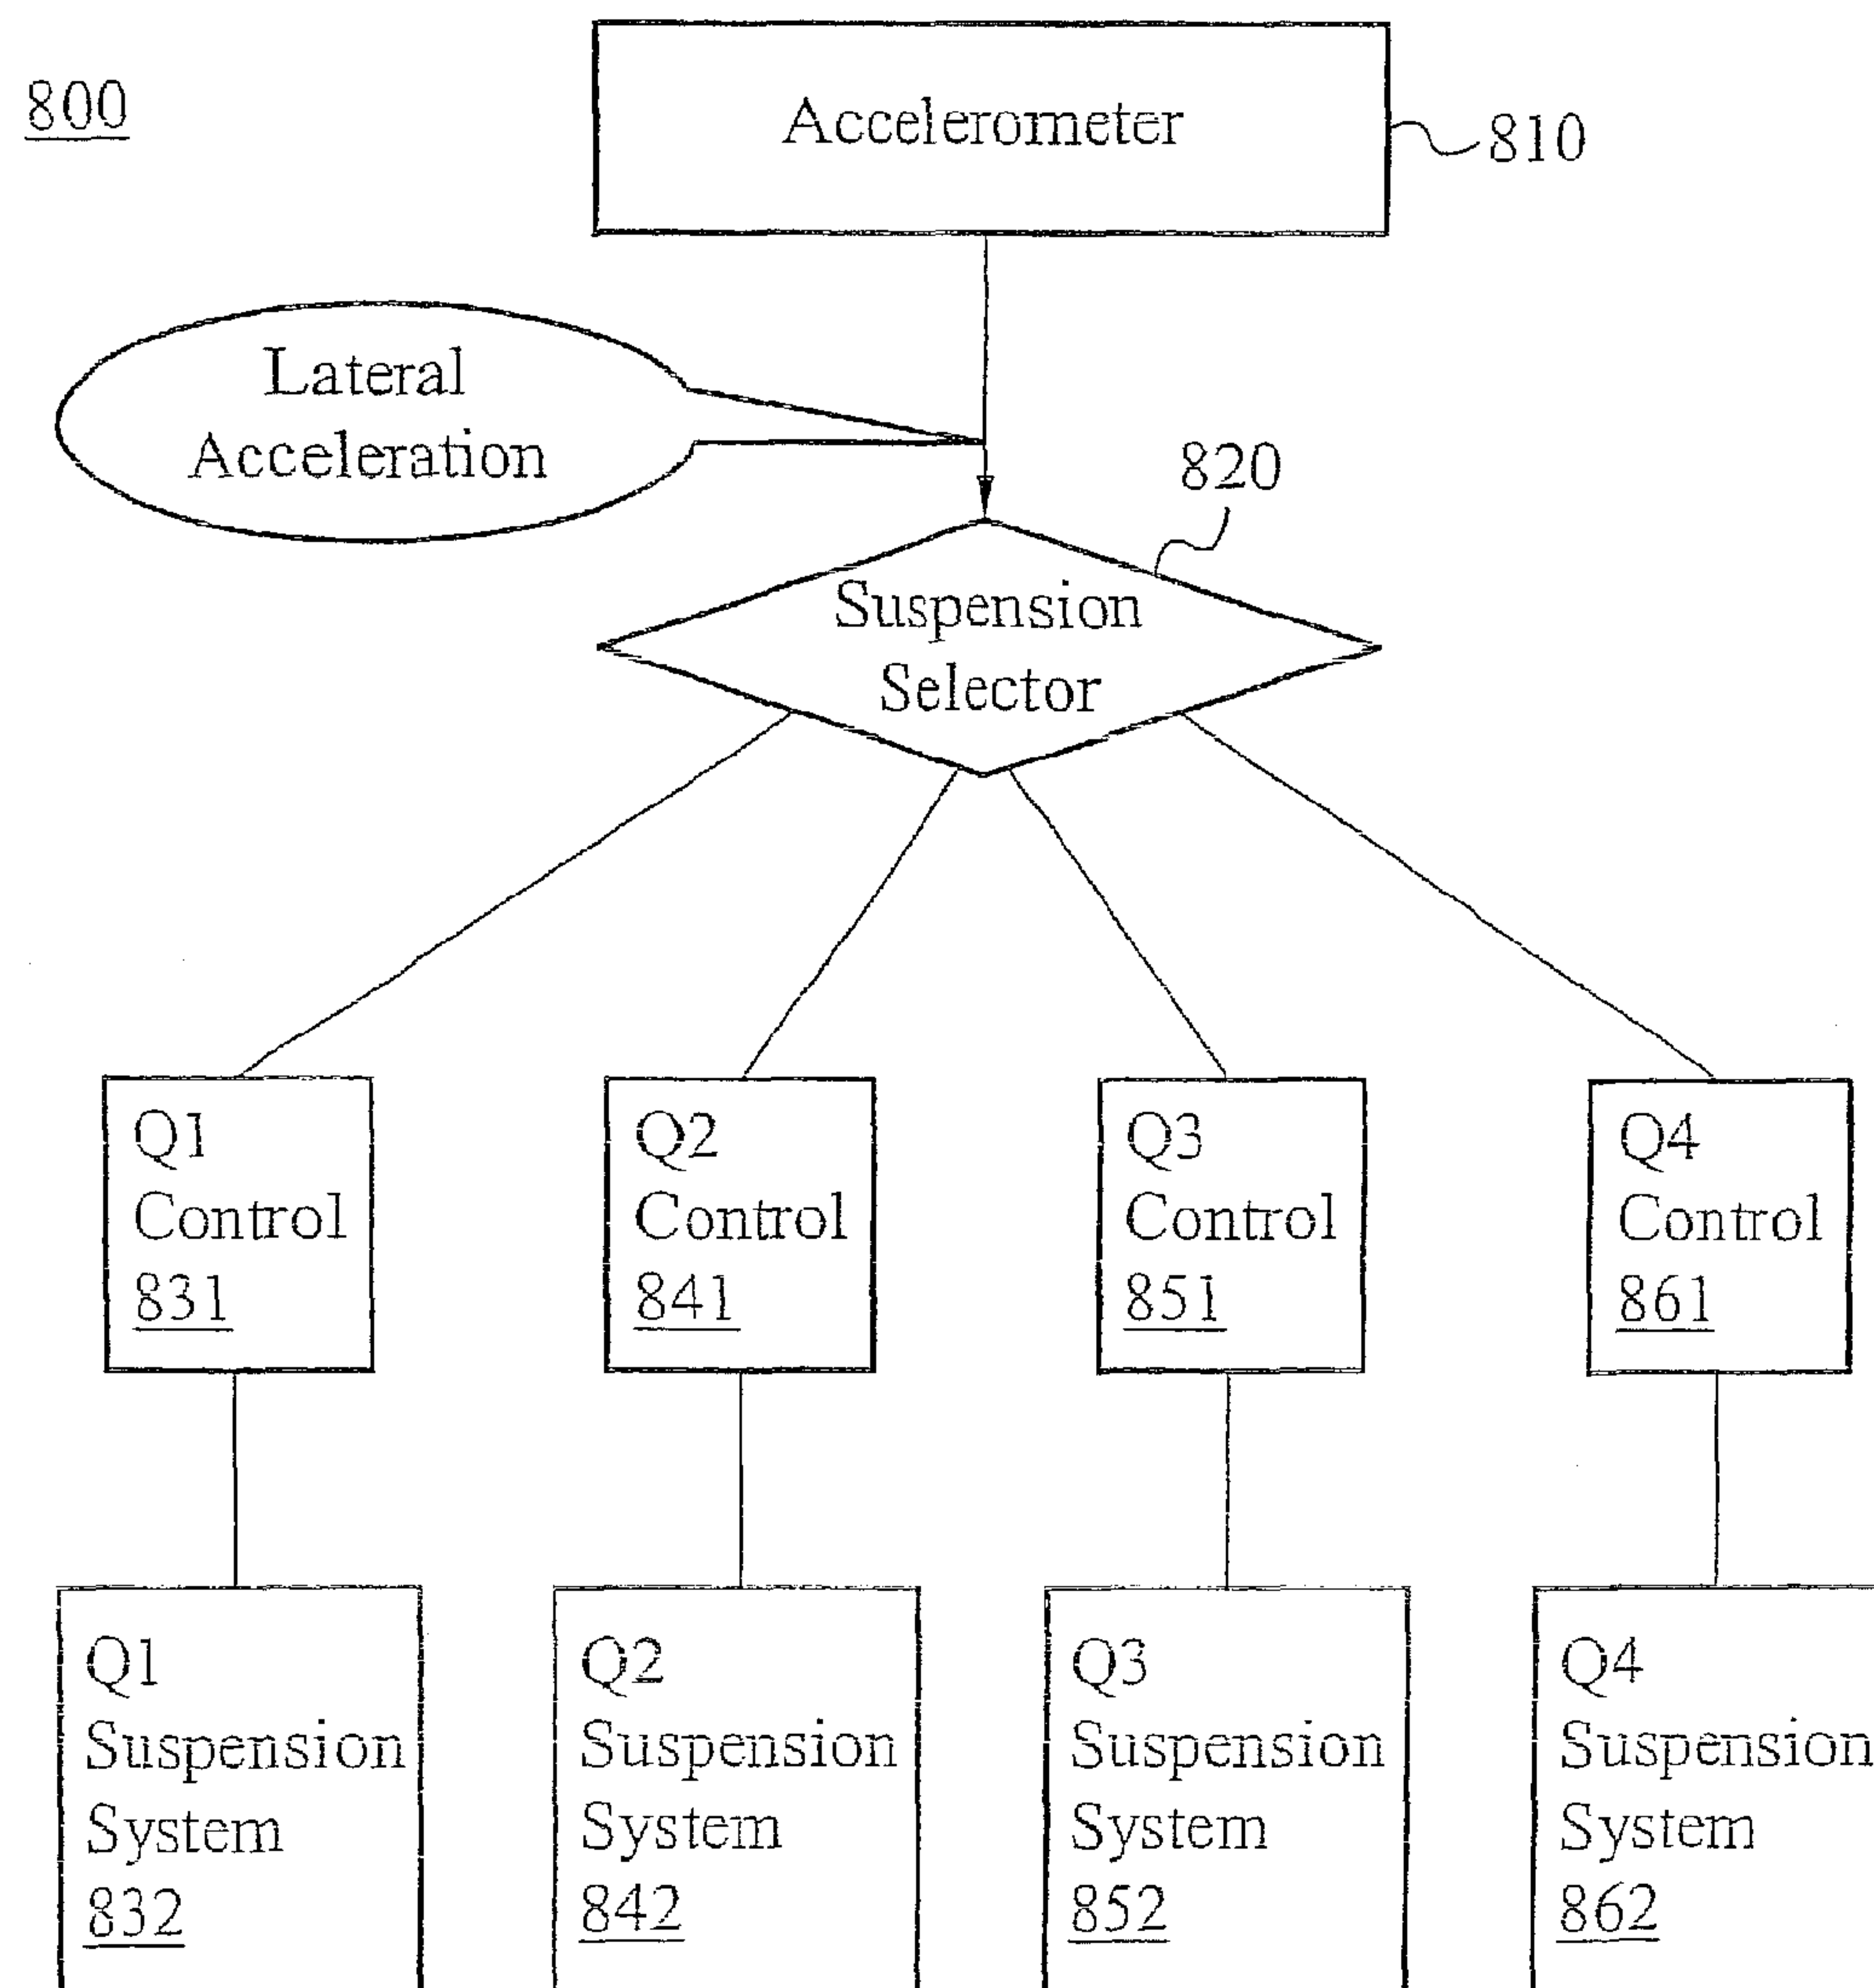 800
Accelerometer
810
Lateral
Acceleration
820
Suspension
Selector
Q1
Control
831
Q2
Control
841
Q3
Control
851
Q4
Control
861
Q1
Suspension
System
832
Q2
Suspension
System
842
Q3
Suspension
System
852
Q4
Suspension
System
862